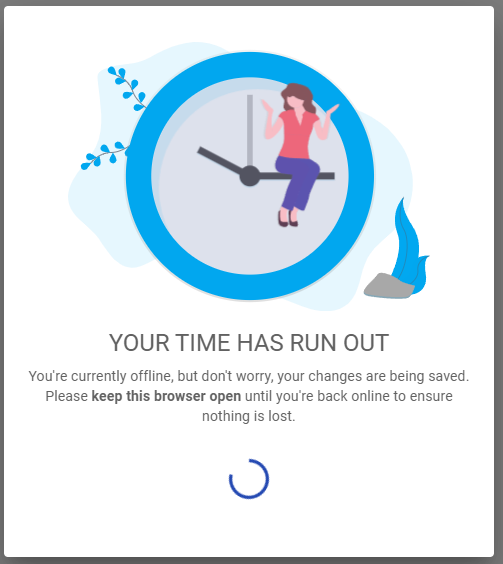 YOUR TIME HAS RUN OUT
You're currently offline, but don't worry, your changes are being saved.
Please keep this browser open until you're back online to ensure
nothing is lost.